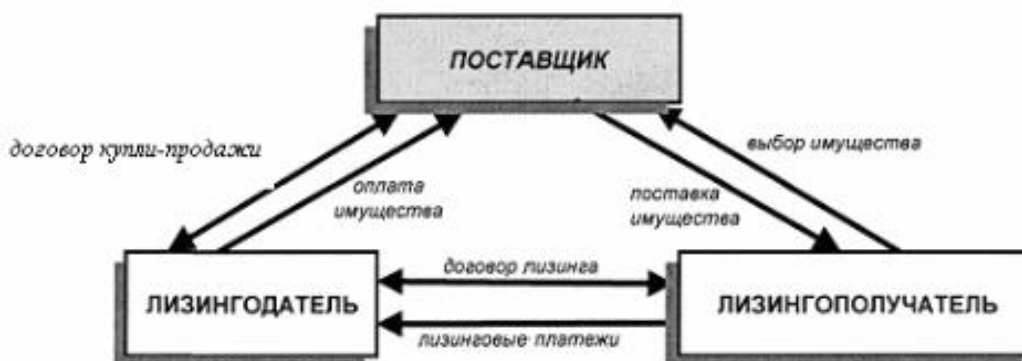 ПОСТАВЩИК
договор купли-продажи
выбор имущества
оплата
имущества
поставка
имущества
договор лизинга
ЛИЗИНГОДАТЕЛЬ
ЛИЗИНГОПОЛУЧАТЕЛЬ
лизинговые платежи